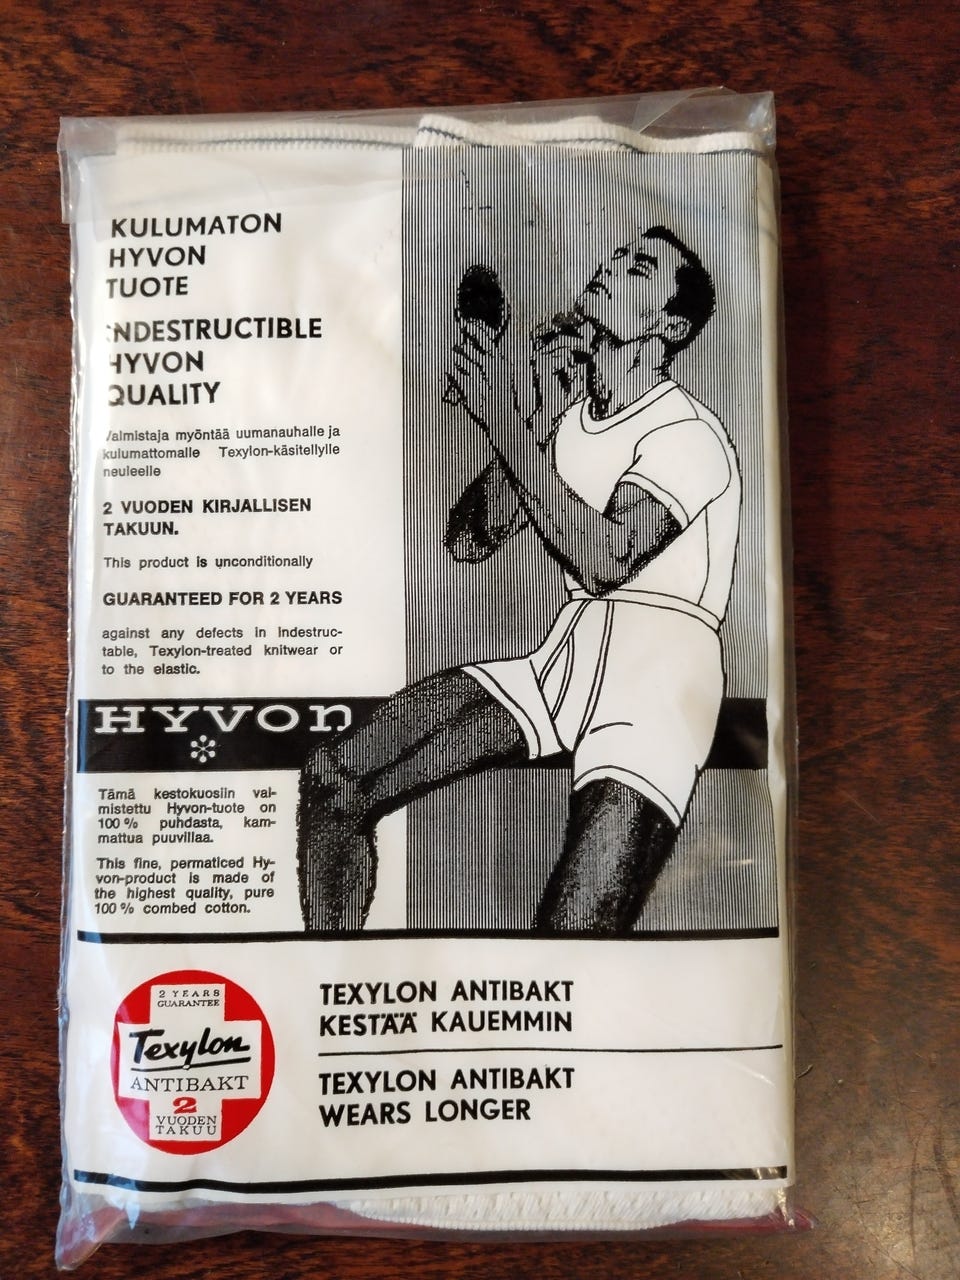 KULUMATON
HYVON
TUOTE
INDESTRUCTIBLE
HYVON
QUALITY
Valmistaja myöntää uumanauhalle ja
kulumattomalle Texylon-käsitellylle
neuleelle
2 VUODEN KIRJALLISEN
TAKUUN.
This product is unconditionally
GUARANTEED FOR 2 YEARS
against any defects in indestruc-
table, Texylon-treated knitwear or
to the elastic.
HYVON
Tämä kestokuosiin val-
mistettu Hyvon-tuote on
100 % puhdasta, kam-
mattua puuvillaa.
This fine, permaticed Hy-
von-product is made of
the highest quality, pure
100 % combed cotton.
2 YEARS
GUARANTEE
Texylon
ANTIBAKT
2
VUODEN
TAKUU
TEXYLON ANTIBAKT
KESTÄÄ KAUEMMIN
TEXYLON ANTIBAKT
WEARS LONGER